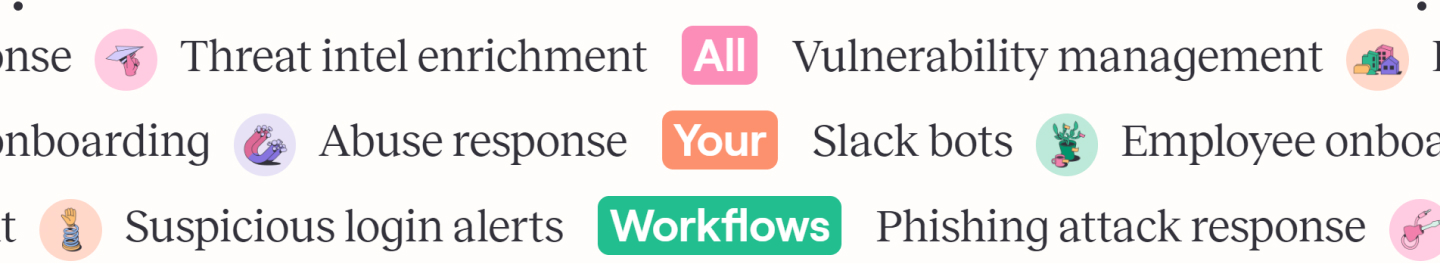 onse Threat intel enrichment All Vulnerability management
onboarding Abuse response Your Slack bots Employee onboa
t Suspicious login alerts Workflows Phishing attack response